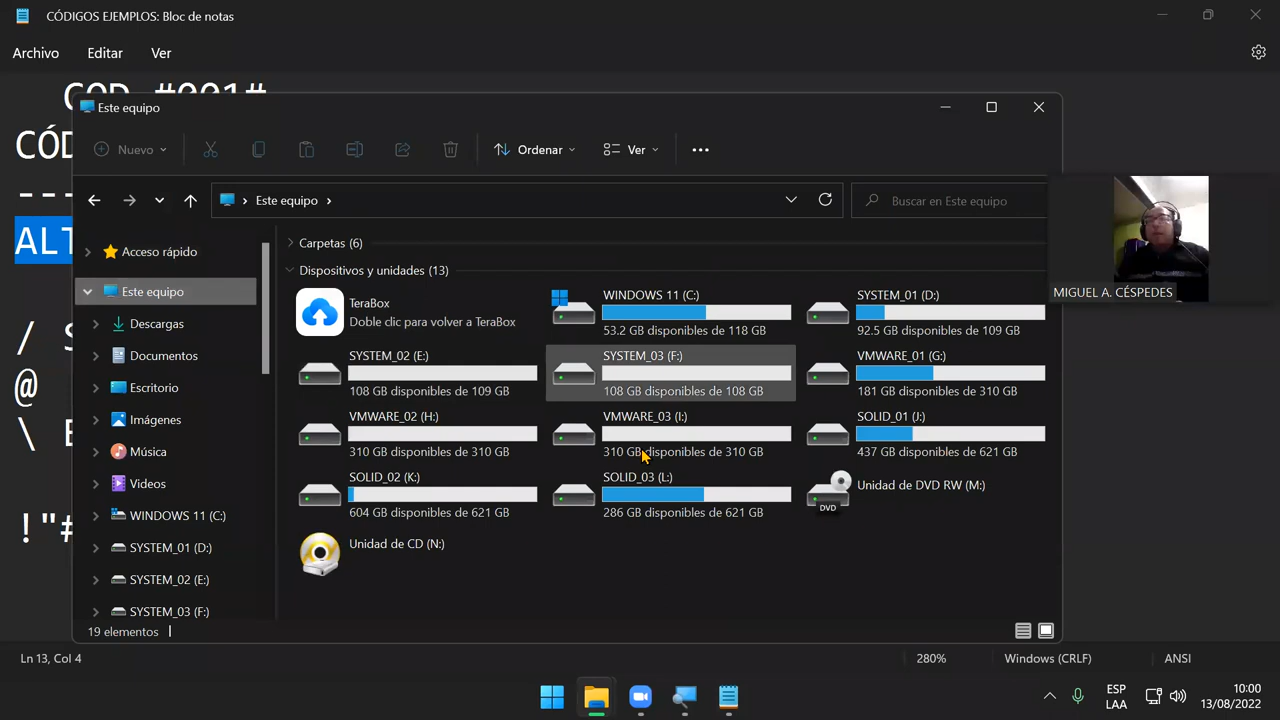 CÓDIGOS EJEMPLOS: Bloc de notas
Archivo Editar Ver
COD #001#
Este equipo
CÓD
Nuevo Ordenar Ver
---
Este equipo
Buscar en Este equipo
ALT
Acceso rápido
Carpetas (6)
Dispositivos y unidades (13)
Este equipo
Descargas
Documentos
Escritorio
Imágenes
Música
Videos
WINDOWS 11 (C:)
SYSTEM_01 (D:)
SYSTEM_02 (E:)
SYSTEM_03 (F:)
TeraBox
Doble clic para volver a TeraBox
WINDOWS 11 (C:)
53.2 GB disponibles de 118 GB
SYSTEM_01 (D:)
92.5 GB disponibles de 109 GB
SYSTEM_02 (E:)
108 GB disponibles de 109 GB
SYSTEM_03 (F:)
108 GB disponibles de 108 GB
VMWARE_01 (G:)
181 GB disponibles de 310 GB
VMWARE_02 (H:)
310 GB disponibles de 310 GB
VMWARE_03 (I:)
310 GB disponibles de 310 GB
SOLID_01 (J:)
437 GB disponibles de 621 GB
SOLID_02 (K:)
604 GB disponibles de 621 GB
SOLID_03 (L:)
286 GB disponibles de 621 GB
Unidad de DVD RW (M:)
DVD
Unidad de CD (N:)
MIGUEL A. CÉSPEDES
/ S
@
\ B
!"#
19 elementos
Ln 13, Col 4
280%
Windows (CRLF)
ANSI
ESP
LAA
10:00
13/08/2022